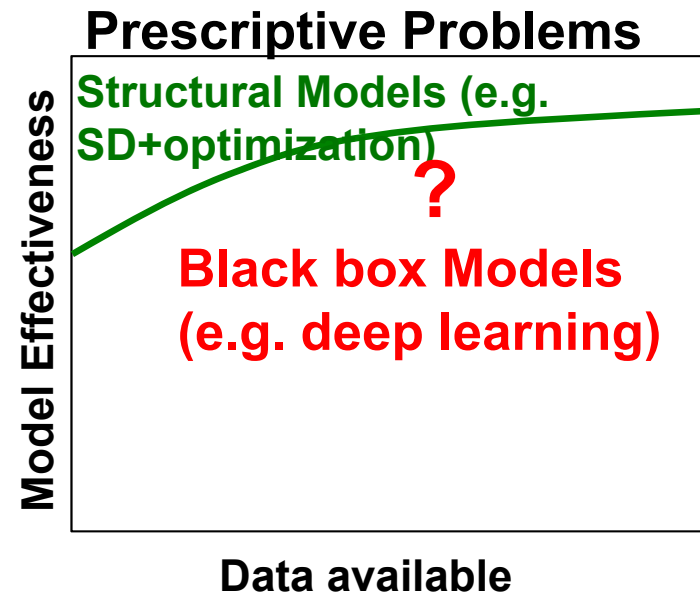 Prescriptive Problems
Structural Models (e.g.
SD+optimization)
?
Black box Models
(e.g. deep learning)
Model Effectiveness
Data available